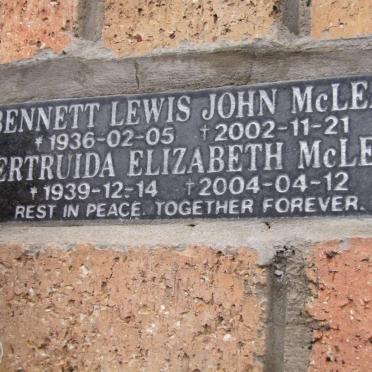 BENNETT LEWIS JOHN McLE
*1936-02-05 †2002-11-21
ERTRUIDA ELIZABETH McLE
*1939-12-14 †2004-04-12
REST IN PEACE. TOGETHER FOREVER.